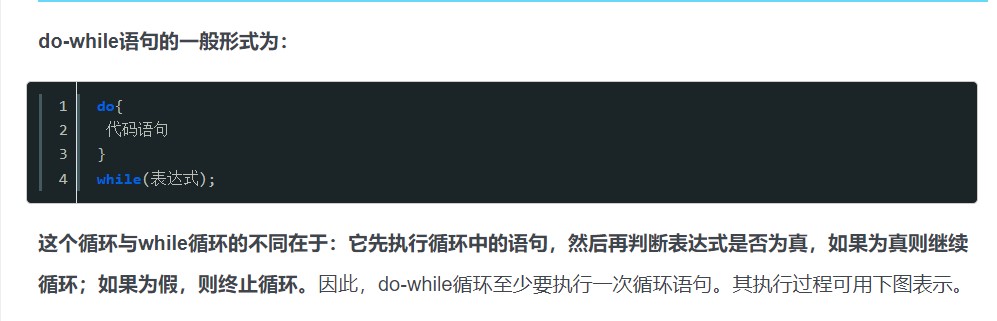 do-while语句的一般形式为：
1 do{
2 代码语句
3 }
4 while(表达式);
这个循环与while循环的不同在于：它先执行循环中的语句，然后再判断表达式是否为真，如果为真则继续
循环；如果为假，则终止循环。因此，do-while循环至少要执行一次循环语句。其执行过程可用下图表示。